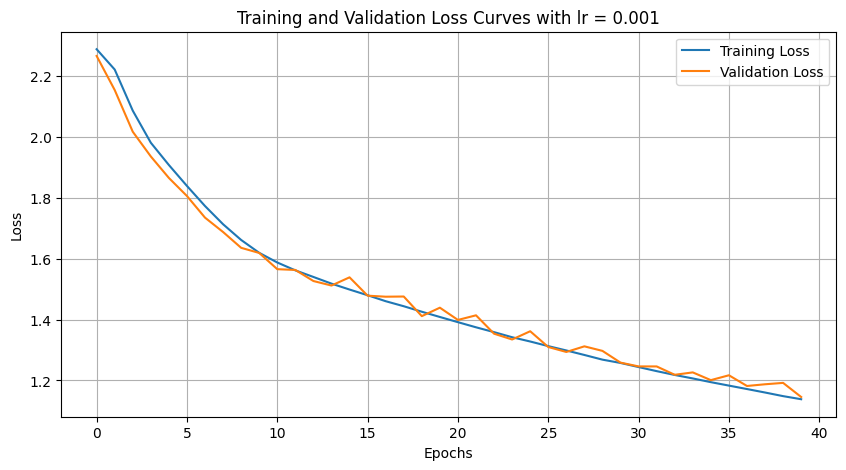 Training and Validation Loss Curves with lr = 0.001
Training Loss
Validation Loss
Loss
2.2
2.0
1.8
1.6
1.4
1.2
0 5 10 15 20 25 30 35 40
Epochs